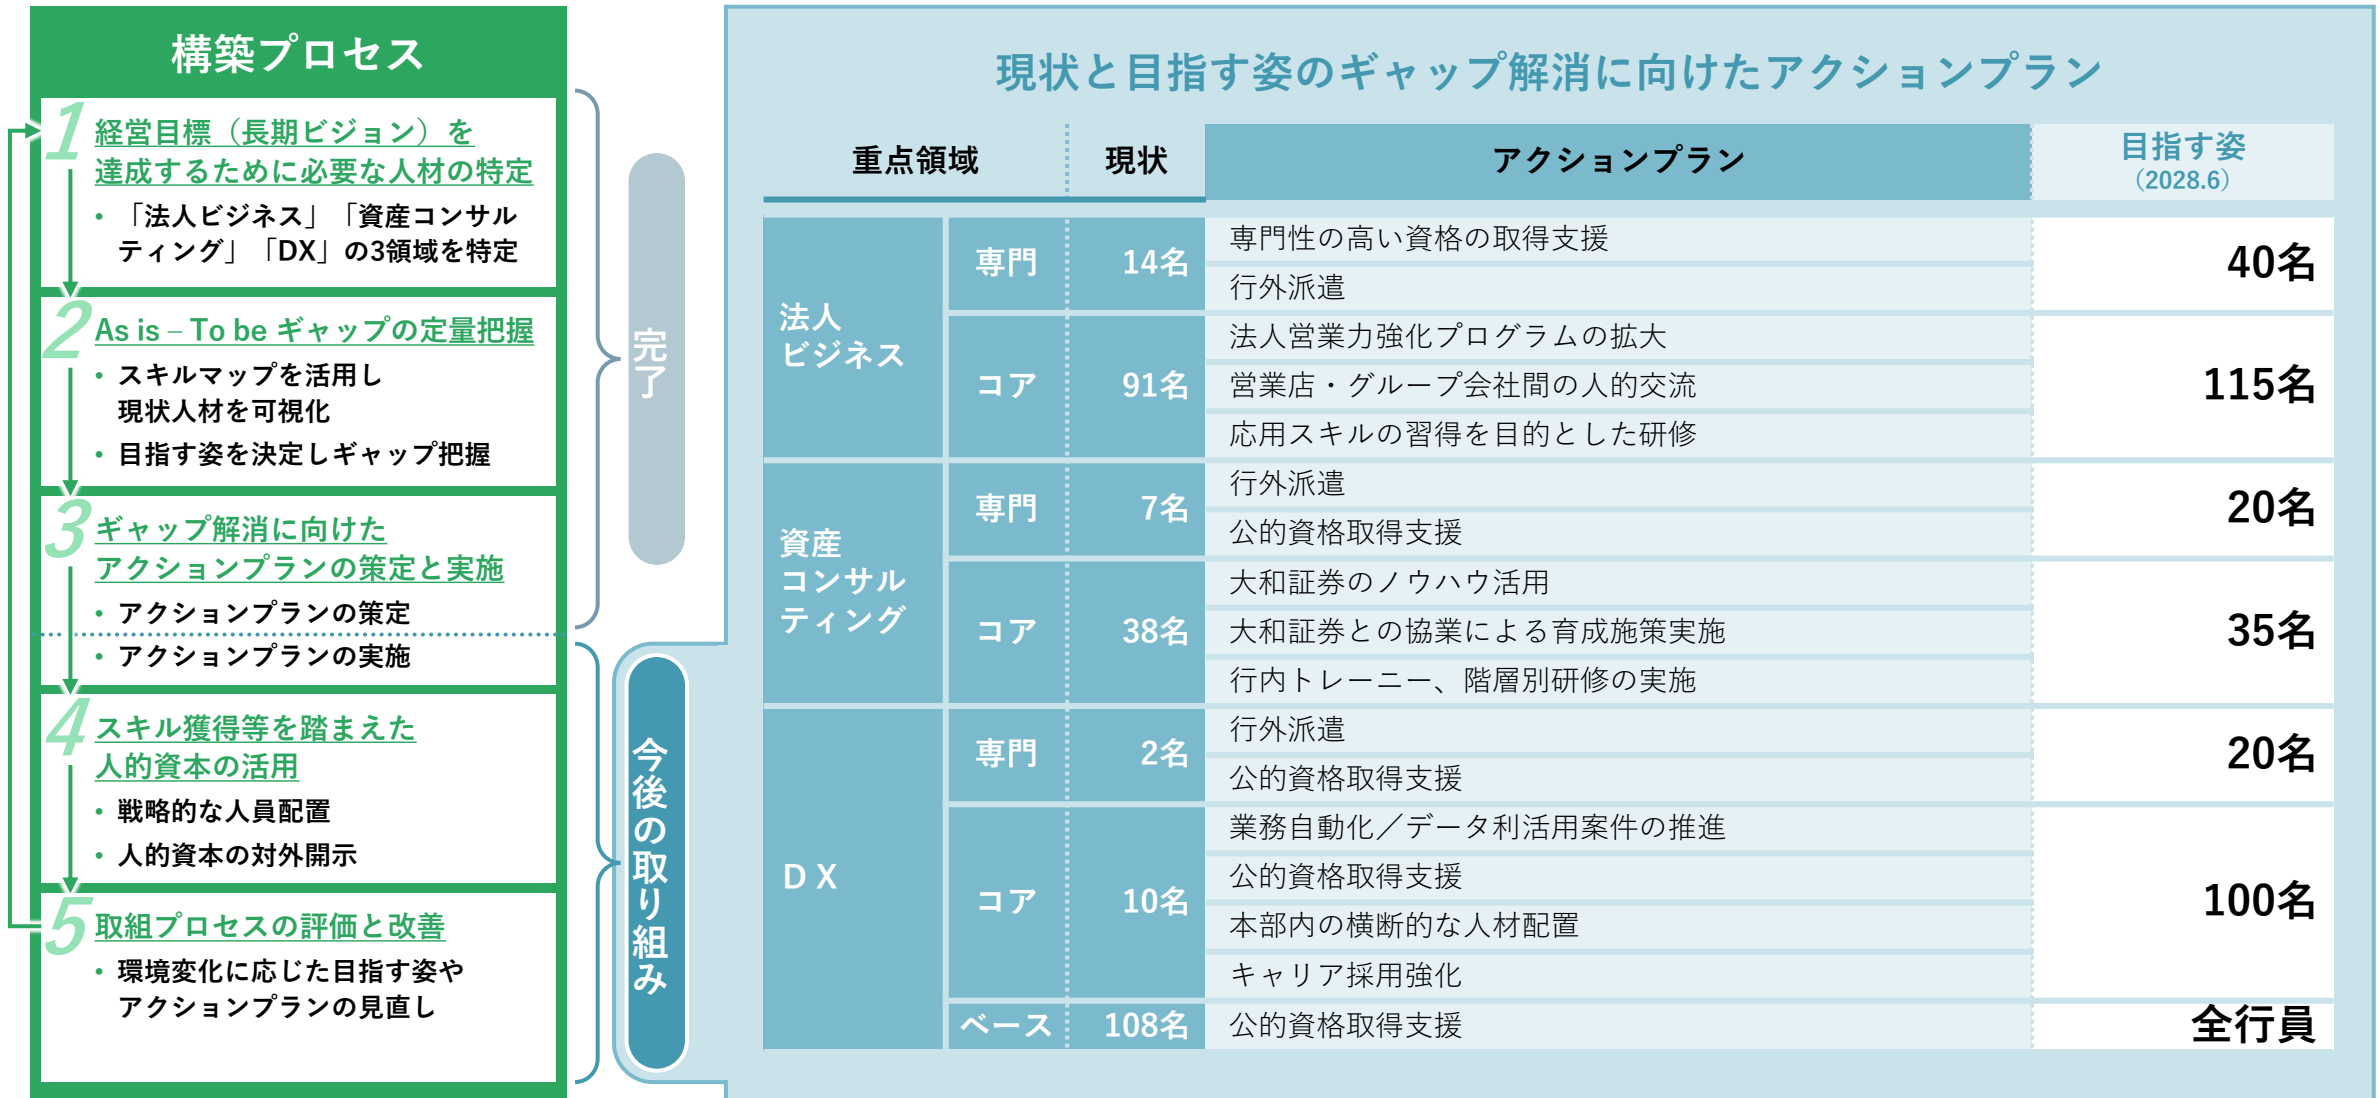 構築プロセス
1
経営目標（長期ビジョン）を
達成するために必要な人材の特定
• 「法人ビジネス」「資産コンサル
ティング」「DX」の3領域を特定
2
As is – To be ギャップの定量把握
• スキルマップを活用し
現状人材を可視化
• 目指す姿を決定しギャップ把握
3
ギャップ解消に向けた
アクションプランの策定と実施
• アクションプランの策定
• アクションプランの実施
4
スキル獲得等を踏まえた
人的資本の活用
• 戦略的な人員配置
• 人的資本の対外開示
5
取組プロセスの評価と改善
• 環境変化に応じた目指す姿や
アクションプランの見直し
完了
今後の取り組み
現状と目指す姿のギャップ解消に向けたアクションプラン
重点領域 現状 アクションプラン 目指す姿
（2028.6）
法人
ビジネス
専門 14名
専門性の高い資格の取得支援
行外派遣
40名
コア 91名
法人営業力強化プログラムの拡大
営業店・グループ会社間の人的交流
応用スキルの習得を目的とした研修
115名
資産
コンサル
ティング
専門 7名
行外派遣
公的資格取得支援
20名
コア 38名
大和証券のノウハウ活用
大和証券との協業による育成施策実施
行内トレーニー、階層別研修の実施
35名
ＤＸ
専門 2名
行外派遣
公的資格取得支援
20名
コア 10名
業務自動化／データ利活用案件の推進
公的資格取得支援
本部内の横断的な人材配置
キャリア採用強化
100名
ベース 108名 公的資格取得支援 全行員